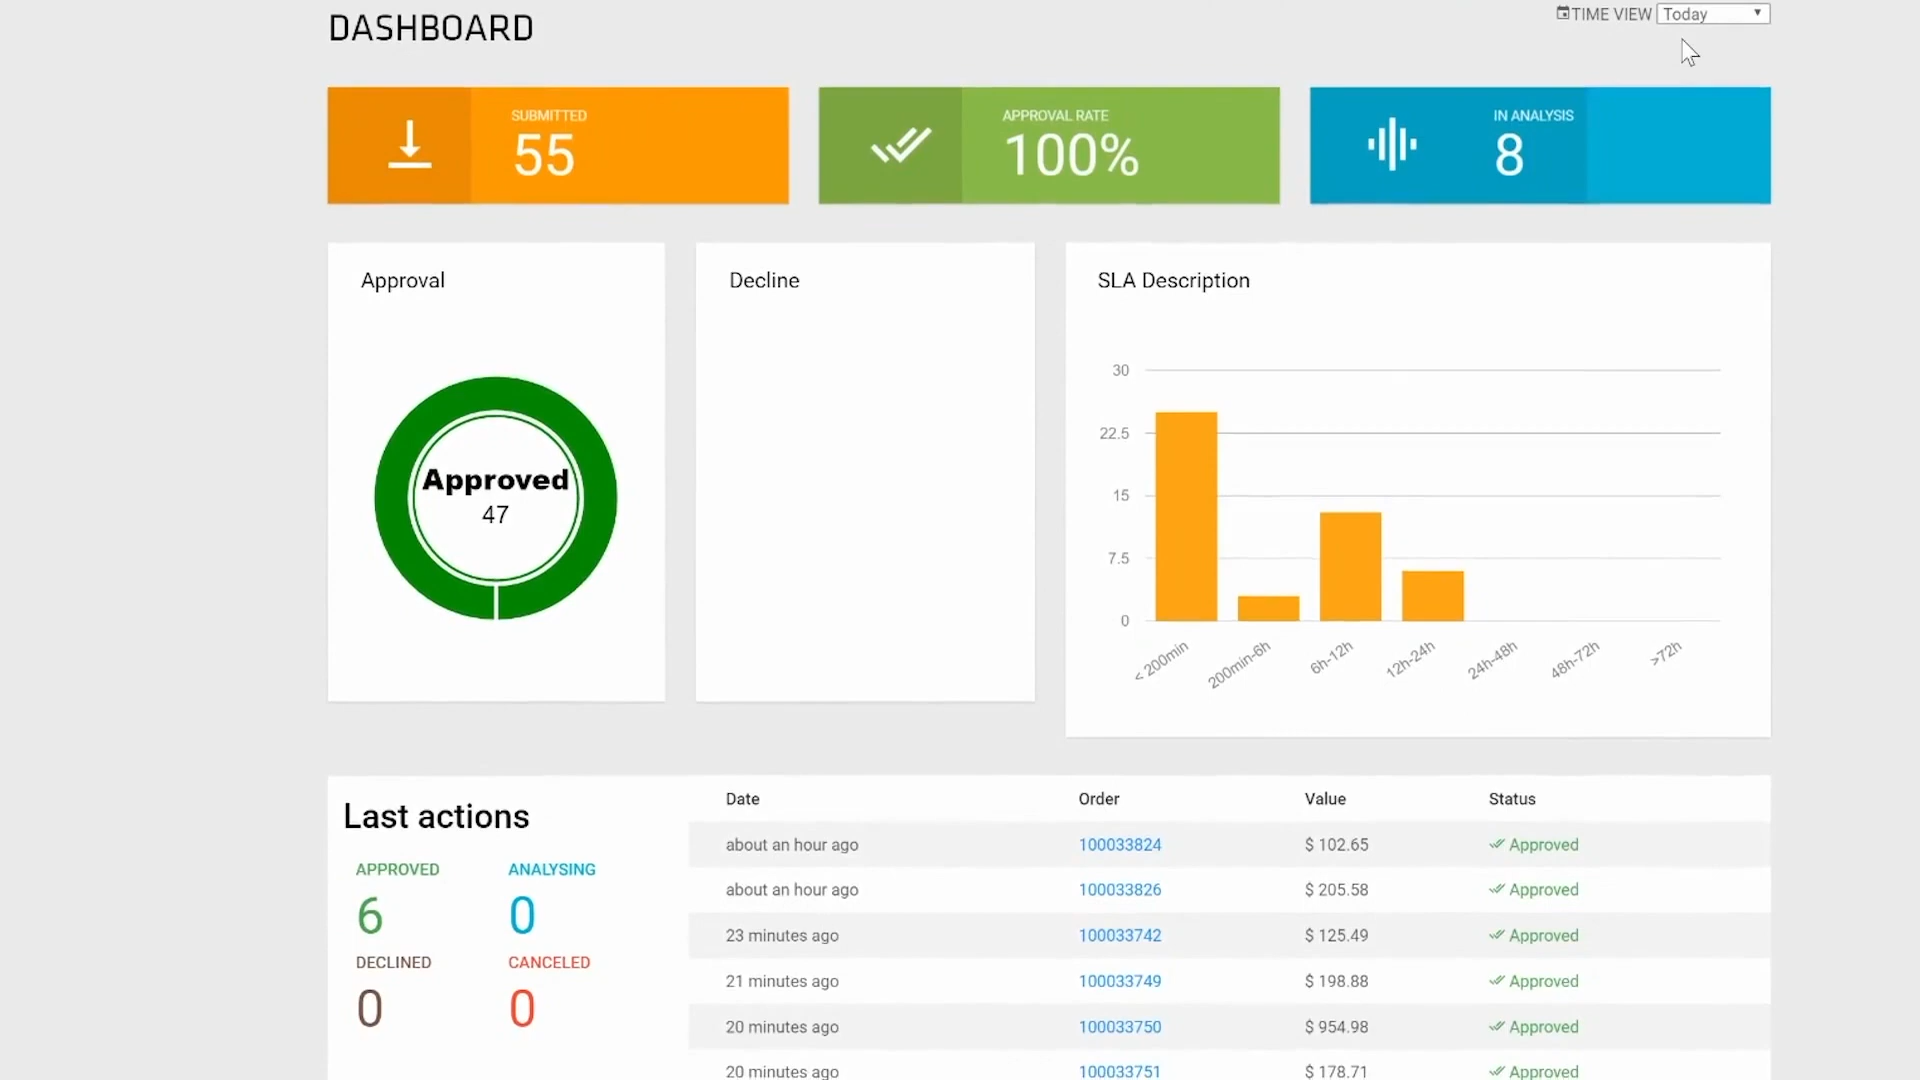 DASHBOARD
TIME VIEW Today
SUBMITTED
55
APPROVAL RATE
100%
IN ANALYSIS
8
Approval
Approved
47
Decline
SLA Description
30
22.5
15
7.5
0
< 200min
200min-6h
6h-12h
12h-24h
24h-48h
48h-72h
>72h
Last actions
APPROVED
6
ANALYSING
0
DECLINED
0
CANCELED
0
Date Order Value Status
about an hour ago 100033824 $ 102.65 Approved
about an hour ago 100033826 $ 205.58 Approved
23 minutes ago 100033742 $ 125.49 Approved
21 minutes ago 100033749 $ 198.88 Approved
20 minutes ago 100033750 $ 954.98 Approved
20 minutes ago 100033751 $ 178.71 Approved